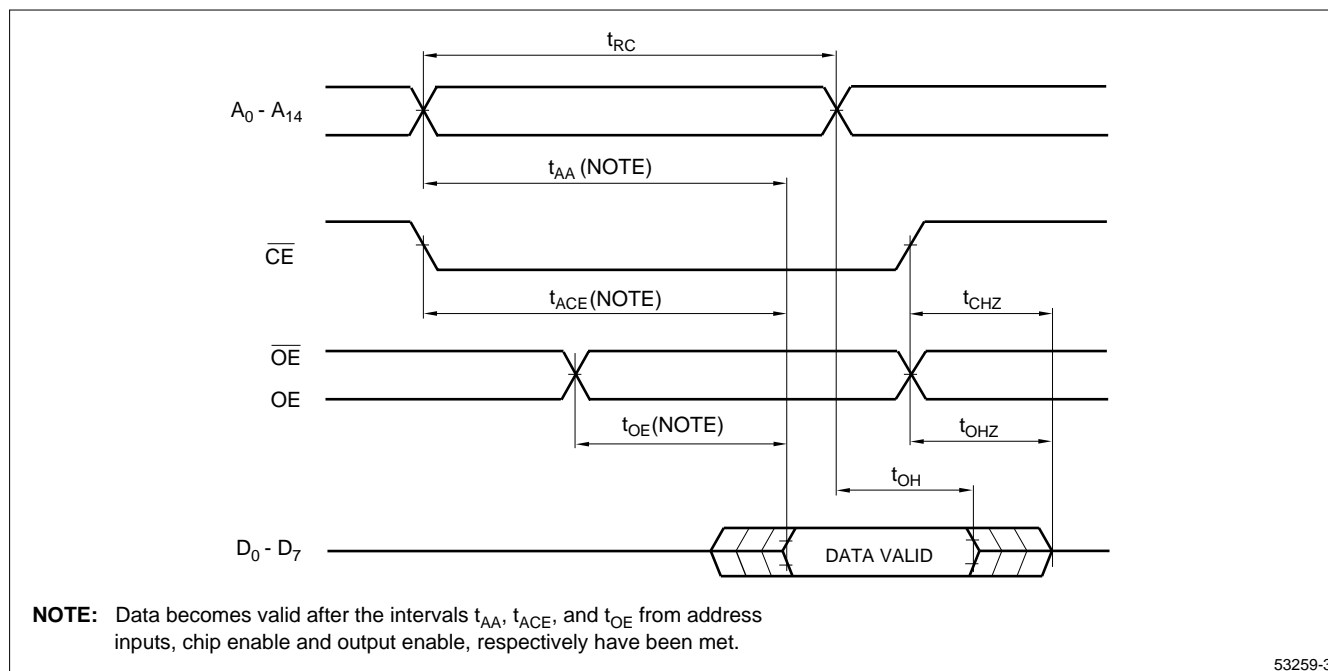 tRC
A0 - A14
tAA (NOTE)
CE
tACE(NOTE)
tCHZ
OE
OE
tOE(NOTE)
tOHZ
tOH
D0 - D7
DATA VALID
NOTE: Data becomes valid after the intervals tAA, tACE, and tOE from address
inputs, chip enable and output enable, respectively have been met.
53259-3